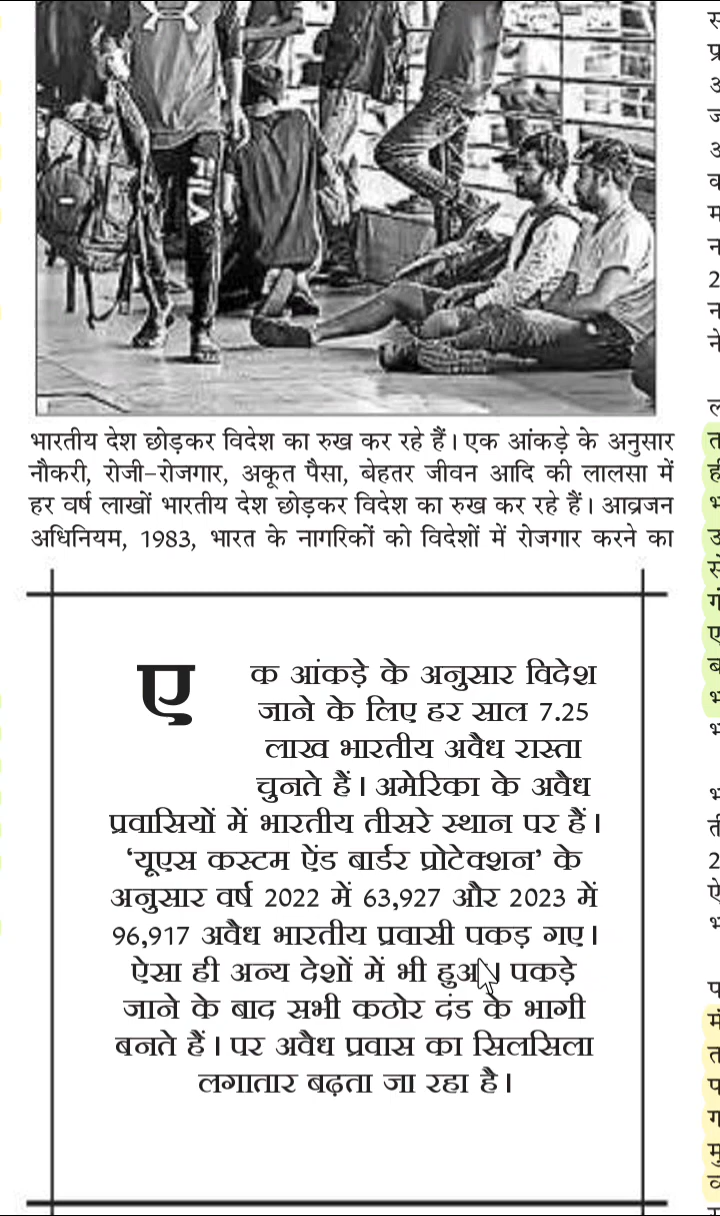 FILA
भारतीय देश छोड़कर विदेश का रुख कर रहे हैं। एक आंकड़े के अनुसार
नौकरी, रोजी-रोजगार, अकूत पैसा, बेहतर जीवन आदि की लालसा में
हर वर्ष लाखों भारतीय देश छोड़कर विदेश का रुख कर रहे हैं। आव्रजन
अधिनियम, 1983, भारत के नागरिकों को विदेशों में रोजगार करने का
एक आंकड़े के अनुसार विदेश
जाने के लिए हर साल 7.25
लाख भारतीय अवैध रास्ता
चुनते हैं। अमेरिका के अवैध
प्रवासियों में भारतीय तीसरे स्थान पर हैं।
‘यूएस कस्टम ऐंड बार्डर प्रोटेक्शन’ के
अनुसार वर्ष 2022 में 63,927 और 2023 में
96,917 अवैध भारतीय प्रवासी पकड़ गए।
ऐसा ही अन्य देशों में भी हुआ। पकड़े
जाने के बाद सभी कठोर दंड के भागी
बनते हैं। पर अवैध प्रवास का सिलसिला
लगातार बढ़ता जा रहा है।